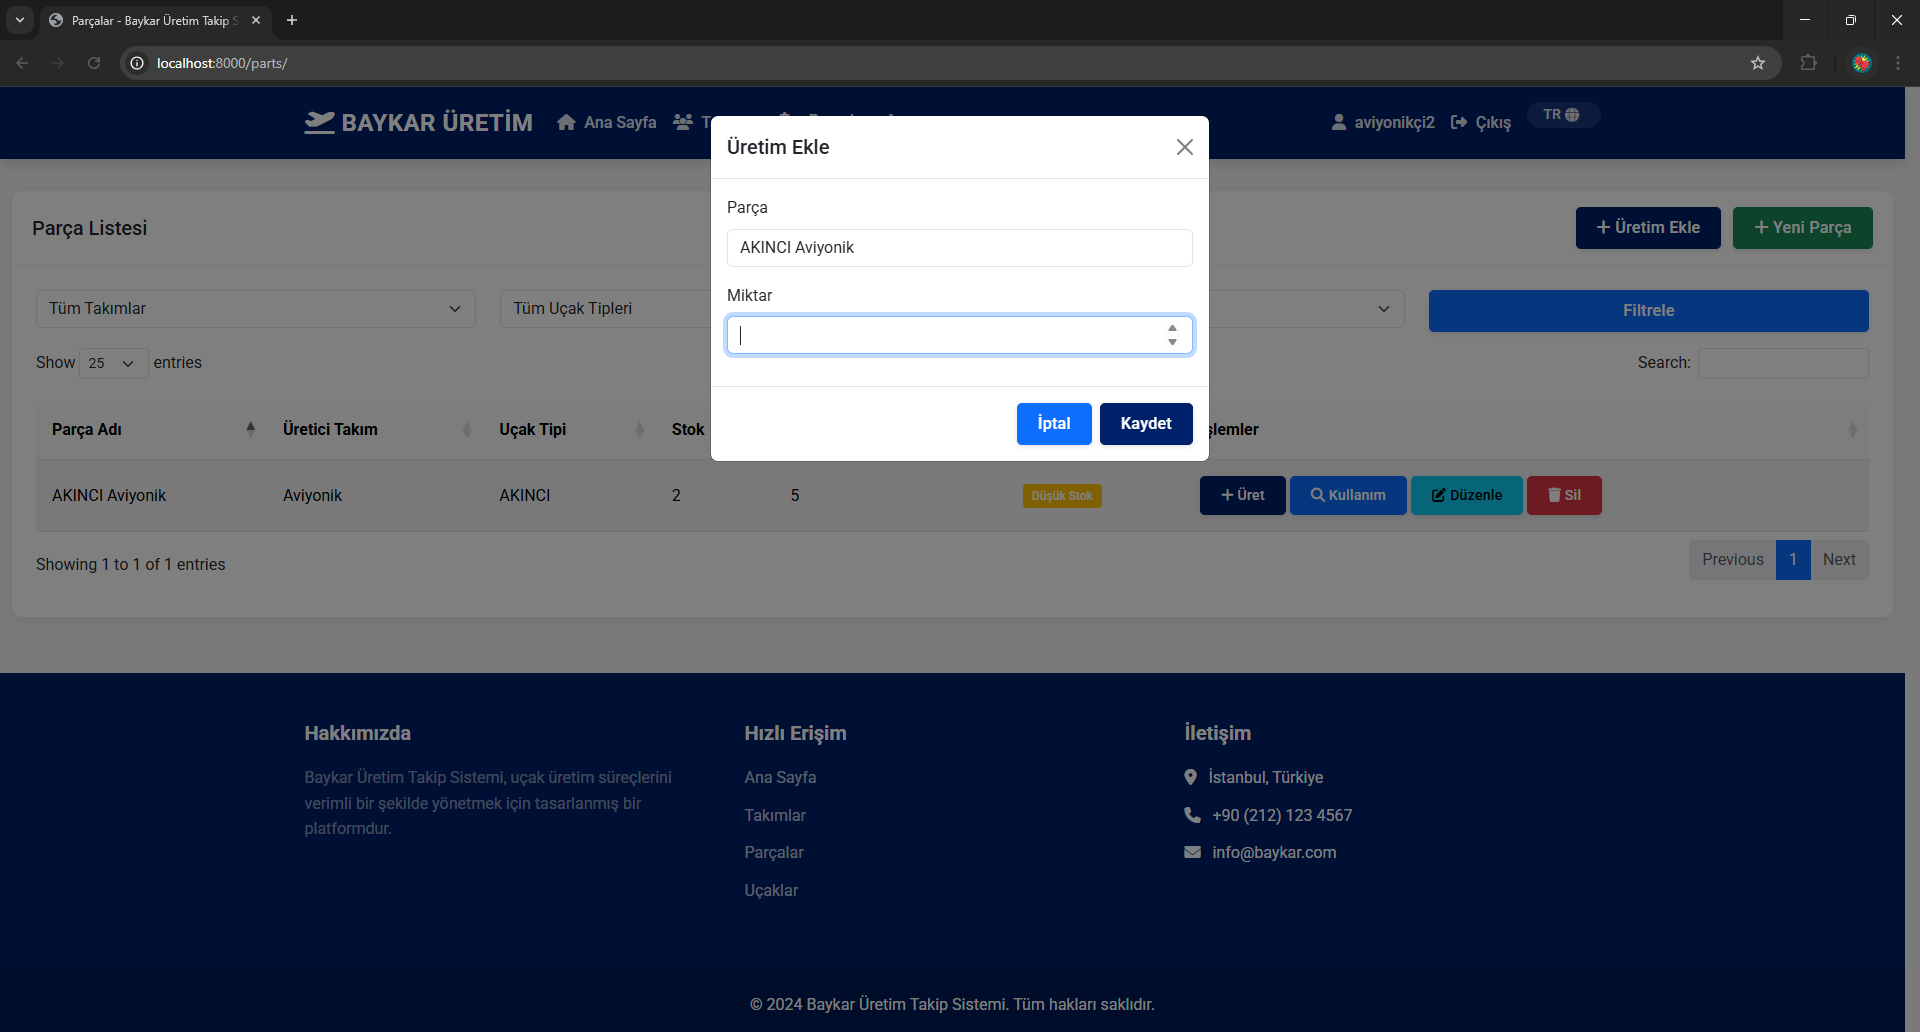 Parçalar - Baykar Üretim Takip S
localhost:8000/parts/
BAYKAR ÜRETİM
Ana Sayfa
aviyonikçi2
Çıkış
TR
Üretim Ekle
Parça
AKINCI Aviyonik
Miktar
İptal
Kaydet
Parça Listesi
Üretim Ekle
Yeni Parça
Tüm Takımlar
Tüm Uçak Tipleri
Filtrele
Show 25 entries
Search:
Parça Adı Üretici Takım Uçak Tipi Stok şlemler
AKINCI Aviyonik Aviyonik AKINCI 2 5 Düşük Stok Üret Kullanım Düzenle Sil
Showing 1 to 1 of 1 entries
Previous 1 Next
Hakkımızda
Baykar Üretim Takip Sistemi, uçak üretim süreçlerini
verimli bir şekilde yönetmek için tasarlanmış bir
platformdur.
Hızlı Erişim
Ana Sayfa
Takımlar
Parçalar
Uçaklar
İletişim
İstanbul, Türkiye
+90 (212) 123 4567
info@baykar.com
© 2024 Baykar Üretim Takip Sistemi. Tüm hakları saklıdır.